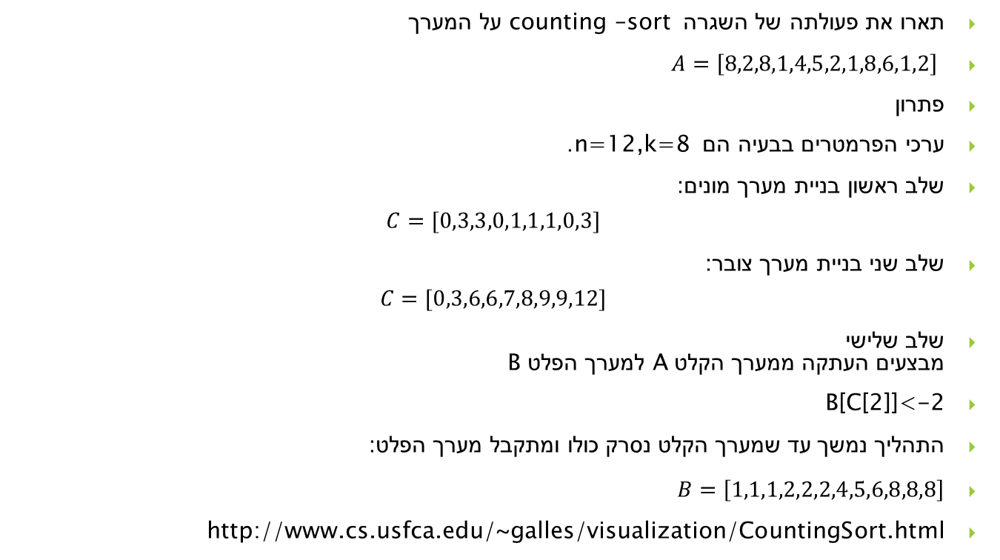 תארו את פעולתה של השגרה counting -sort על המערך
A = [8,2,8,1,4,5,2,1,8,6,1,2]
פתרון
ערכי הפרמטרים בבעיה הם n=12,k=8.
שלב ראשון בניית מערך מונים:
C = [0,3,3,0,1,1,1,0,3]
שלב שני בניית מערך צובר:
C = [0,3,6,6,7,8,9,9,12]
שלב שלישי
מבצעים העתקה ממערך הקלט A למערך הפלט B
B[C[2]]<-2
התהליך נמשך עד שמערך הקלט נסרק כולו ומתקבל מערך הפלט:
B = [1,1,1,2,2,2,4,5,6,8,8,8]
http://www.cs.usfca.edu/~galles/visualization/CountingSort.html